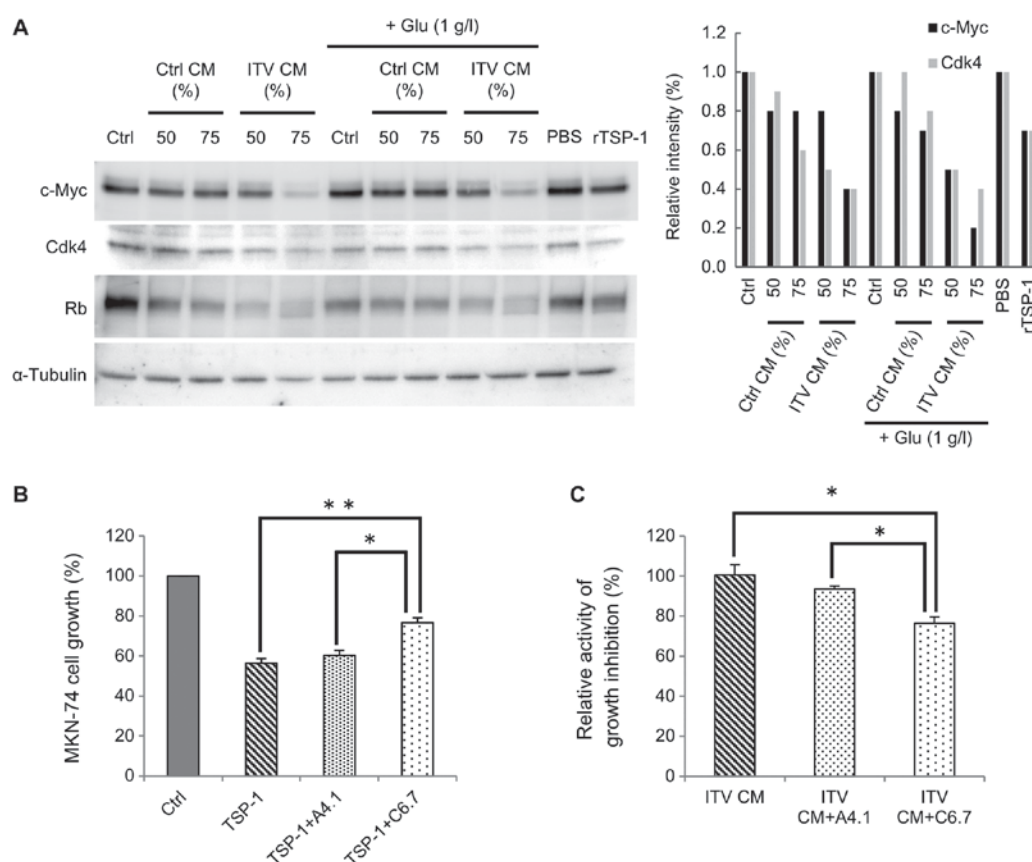 A
+ Glu (1 g/l)
Ctrl CM (%)
ITV CM (%)
Ctrl CM (%)
ITV CM (%)
Ctrl 50 75 50 75 Ctrl 50 75 50 75 PBS rTSP-1
c-Myc
Cdk4
Rb
α-Tubulin
c-Myc
Cdk4
Relative intensity (%)
1.2
1.0
0.8
0.6
0.4
0.2
0.0
Ctrl 50 75 50 75 Ctrl 50 75 50 75 PBS rTSP-1
Ctrl CM (%) ITV CM (%) Ctrl CM (%) ITV CM (%)
+ Glu (1 g/l)
B
MKN-74 cell growth (%)
120
100
80
60
40
20
0
* *
*
Ctrl TSP-1 TSP-1+A4.1 TSP-1+C6.7
C
Relative activity of
growth inhibition (%)
120
100
80
60
40
20
0
*
*
ITV CM ITV CM+A4.1 ITV CM+C6.7